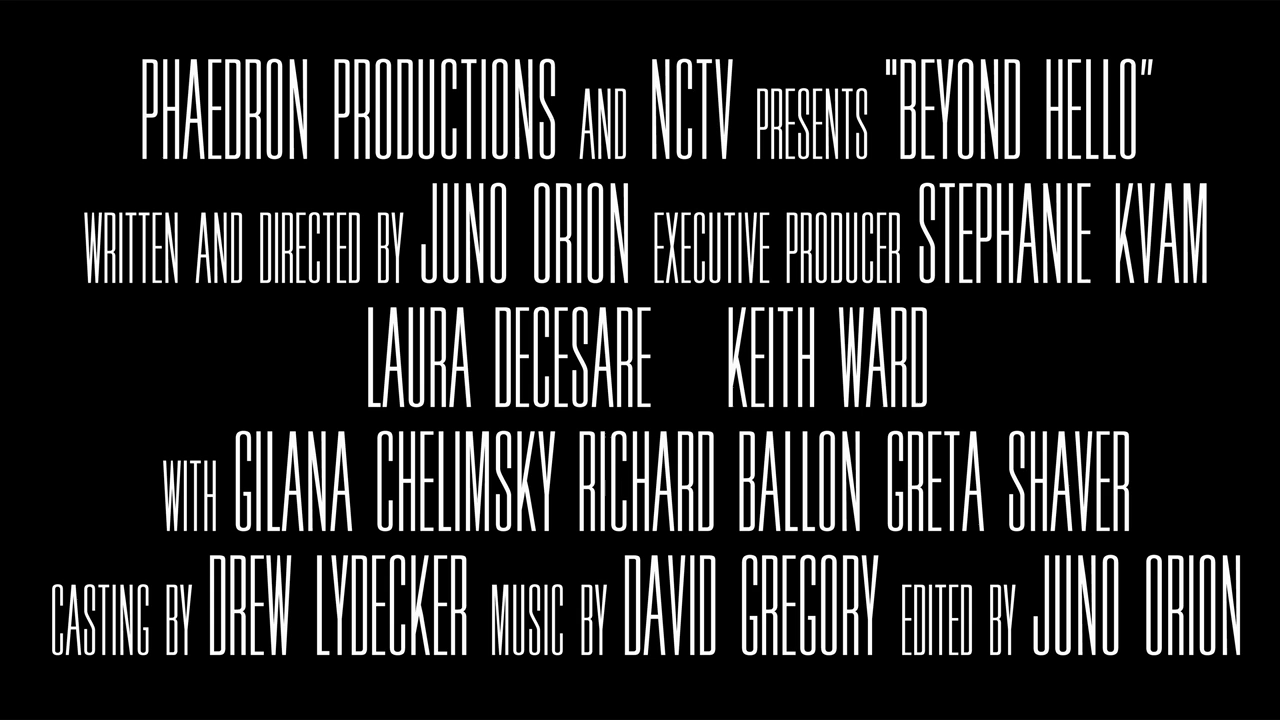 PHAEDRON PRODUCTIONS AND NCTV PRESENTS "BEYOND HELLO"
WRITTEN AND DIRECTED BY JUNO ORION EXECUTIVE PRODUCER STEPHANIE KVAM
LAURA DECESARE KEITH WARD
WITH GILANA CHELIMSKY RICHARD BALLON GRETA SHAVER
CASTING BY DREW LYDECKER MUSIC BY DAVID GREGORY EDITED BY JUNO ORION